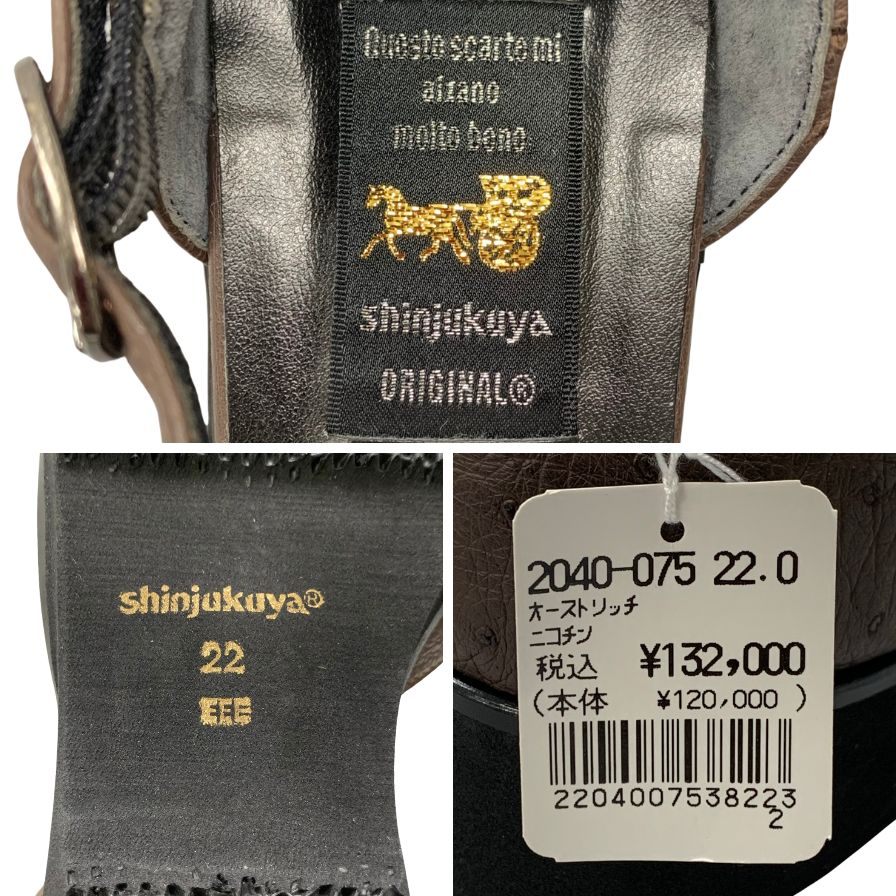 Queste scarte mi
aizano
molto bene
shinjukuya
ORIGINAL®
shinjukuya®
22
EEE
2040-075 22.0
オーストリッチ
ニコチン
税込 ¥132,000
(本体 ¥120,000 )
2204007538223
2